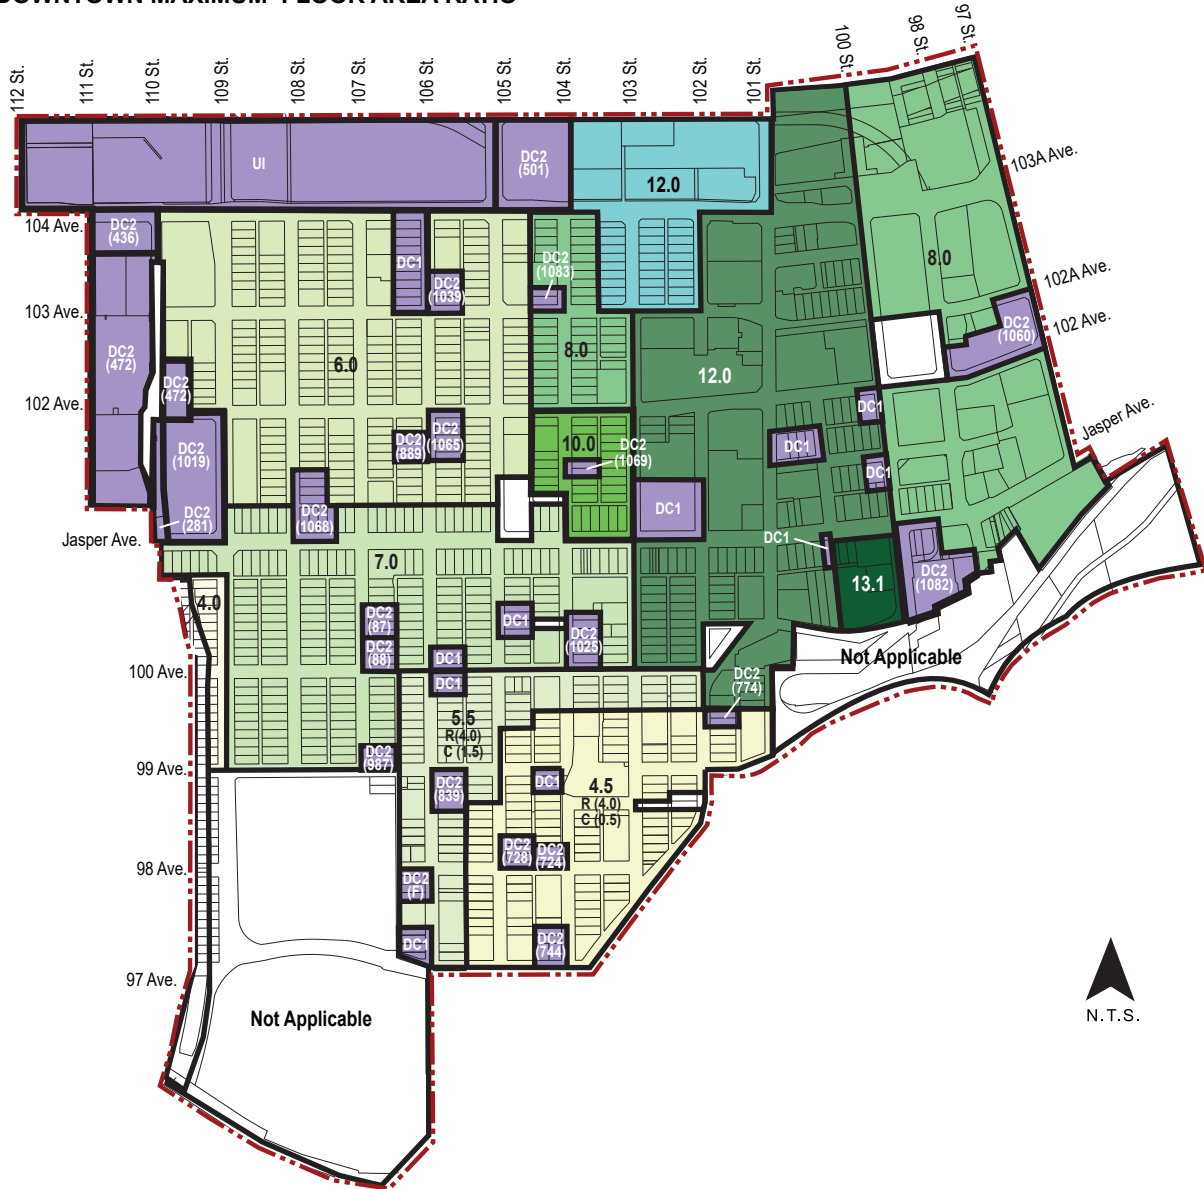 DOWNTOWN MAXIMUM FLOOR AREA RATIO
112 St.
111 St.
110 St.
109 St.
108 St.
107 St.
106 St.
105 St.
104 St.
103 St.
102 St.
101 St.
100 St.
98 St.
97 St.
103A Ave.
102A Ave.
102 Ave.
Jasper Ave.
104 Ave.
103 Ave.
102 Ave.
Jasper Ave.
100 Ave.
99 Ave.
98 Ave.
97 Ave.
UI
DC2
(501)
12.0
DC2
(436)
DC1
DC2
(1039)
DC2
(1083)
8.0
DC2
(1060)
DC2
(472)
DC2
(472)
6.0
8.0
12.0
DC1
DC2
(1019)
DC2
(889)
DC2
(1065)
10.0
DC2
(1069)
DC1
DC1
DC2
(281)
DC2
(1068)
DC1
DC1
7.0
13.1
DC2
(1082)
4.0
DC2
(87)
DC2
(88)
DC1
DC2
(1025)
DC1
DC1
Not Applicable
DC2
(774)
5.5
R(4.0)
C (1.5)
DC2
(987)
DC2
(839)
DC1
4.5
R (4.0)
C (0.5)
DC2
(728)
DC2
(724)
DC2
(F)
DC1
DC2
(744)
Not Applicable
N.T.S.